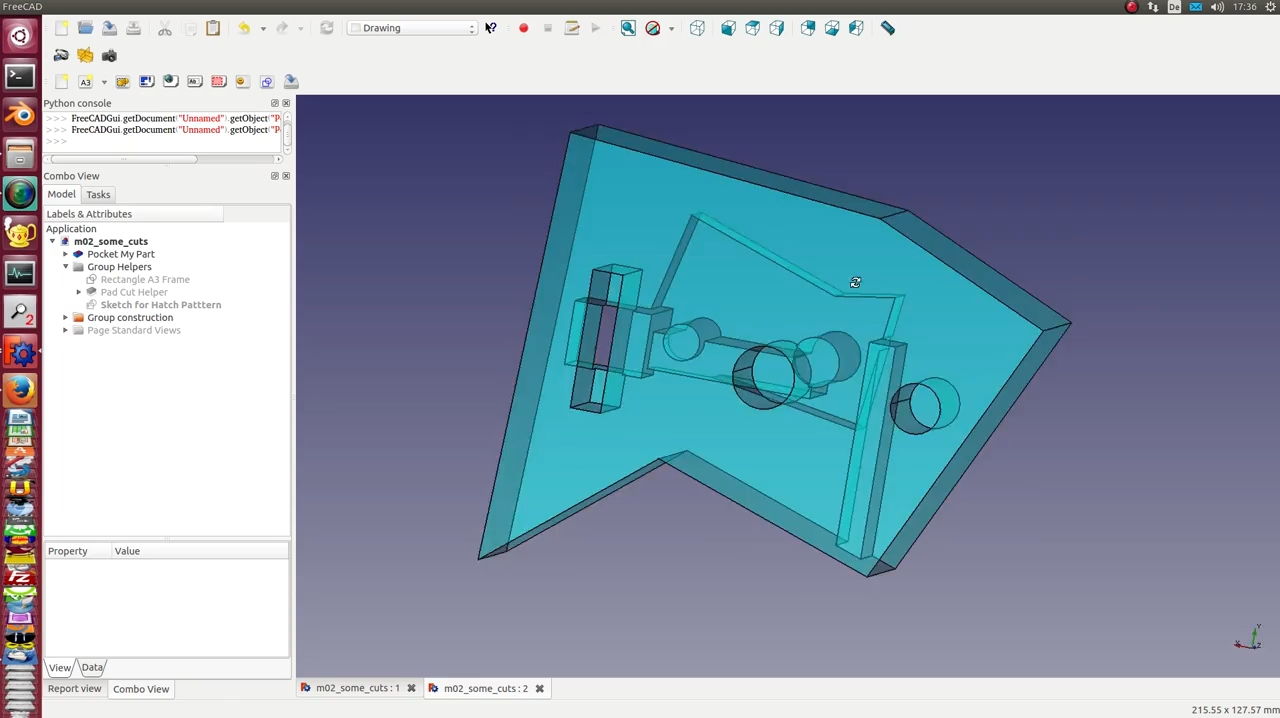 FreeCAD
De
17:36
Drawing
A3
Python console
>>> FreeCADGui.getDocument("Unnamed").getObject("P
>>> FreeCADGui.getDocument("Unnamed").getObject("P
>>>
Combo View
Model
Tasks
Labels & Attributes
Application
m02_some_cuts
Pocket My Part
Group Helpers
Rectangle A3 Frame
Pad Cut Helper
Sketch for Hatch Patttern
Group construction
Page Standard Views
Property
Value
View
Data
Report view
Combo View
m02_some_cuts : 1
m02_some_cuts : 2
215.55 x 127.57 mm